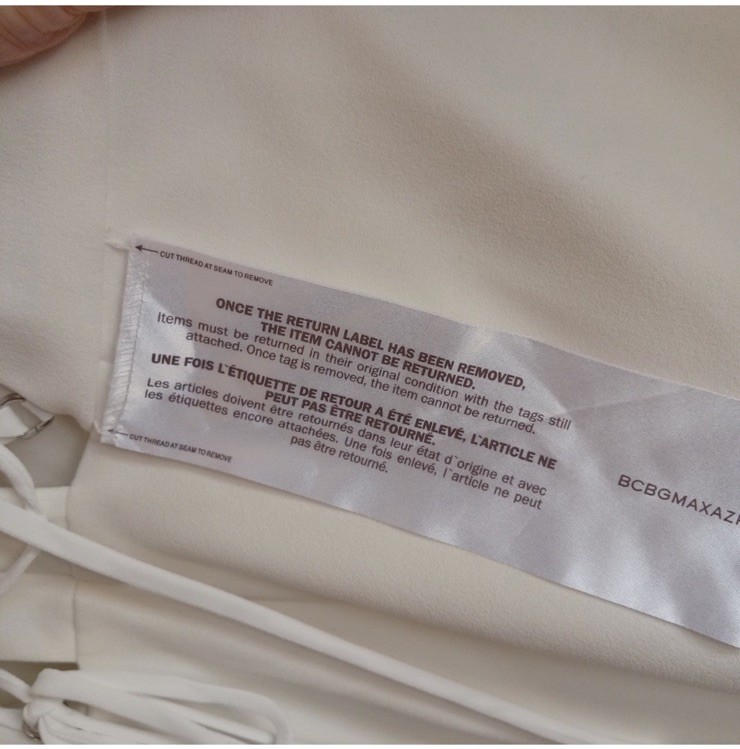 CUT THREAD AT SEAM TO REMOVE
ONCE THE RETURN LABEL HAS BEEN REMOVED,
THE ITEM CANNOT BE RETURNED.
Items must be returned in their original condition with the tags still
attached. Once tag is removed, the item cannot be returned.
UNE FOIS L`ÉTIQUETTE DE RETOUR A ÉTÉ ENLEVÉ, L`ARTICLE NE
PEUT PAS ÊTRE RETOURNÉ.
Les articles doivent être retournés dans leur état d`origine et avec
les étiquettes encore attachées. Une fois enlevé, l`article ne peut
pas être retourné.
CUT THREAD AT SEAM TO REMOVE